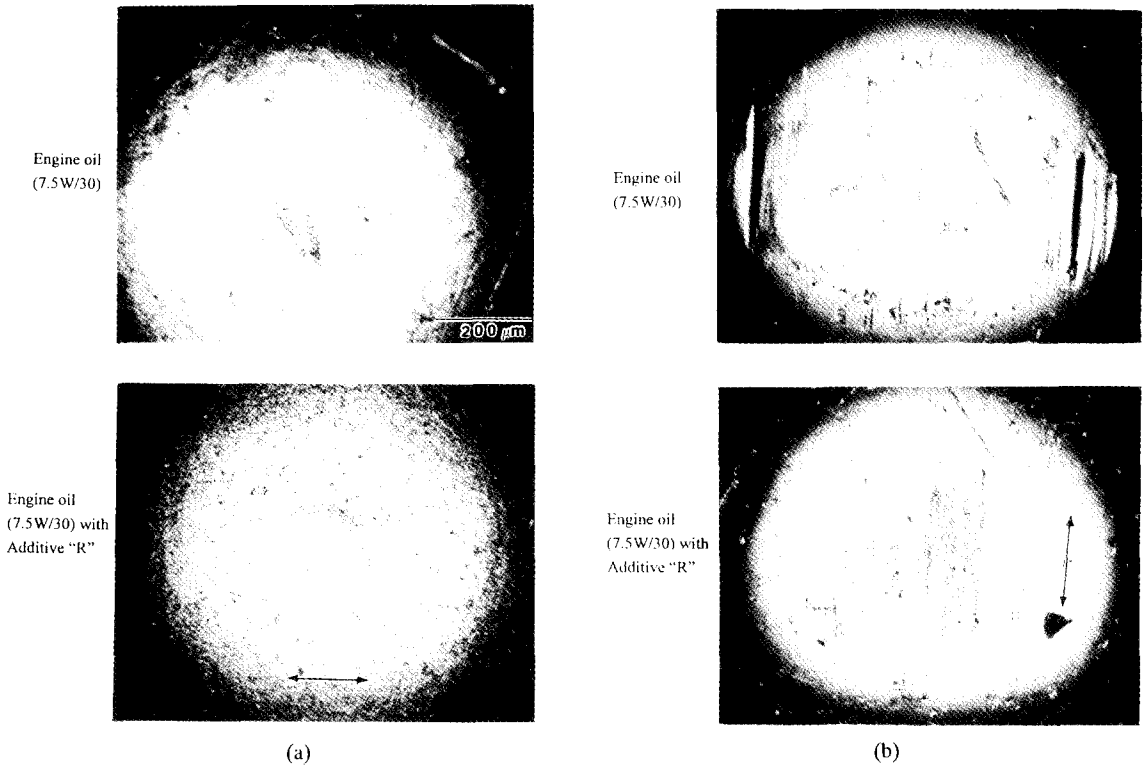 Engine oil
(7.5W/30)
200 μm
Engine oil
(7.5W/30)
Engine oil
(7.5W/30) with
Additive “R”
Engine oil
(7.5W/30) with
Additive “R”
(a)
(b)